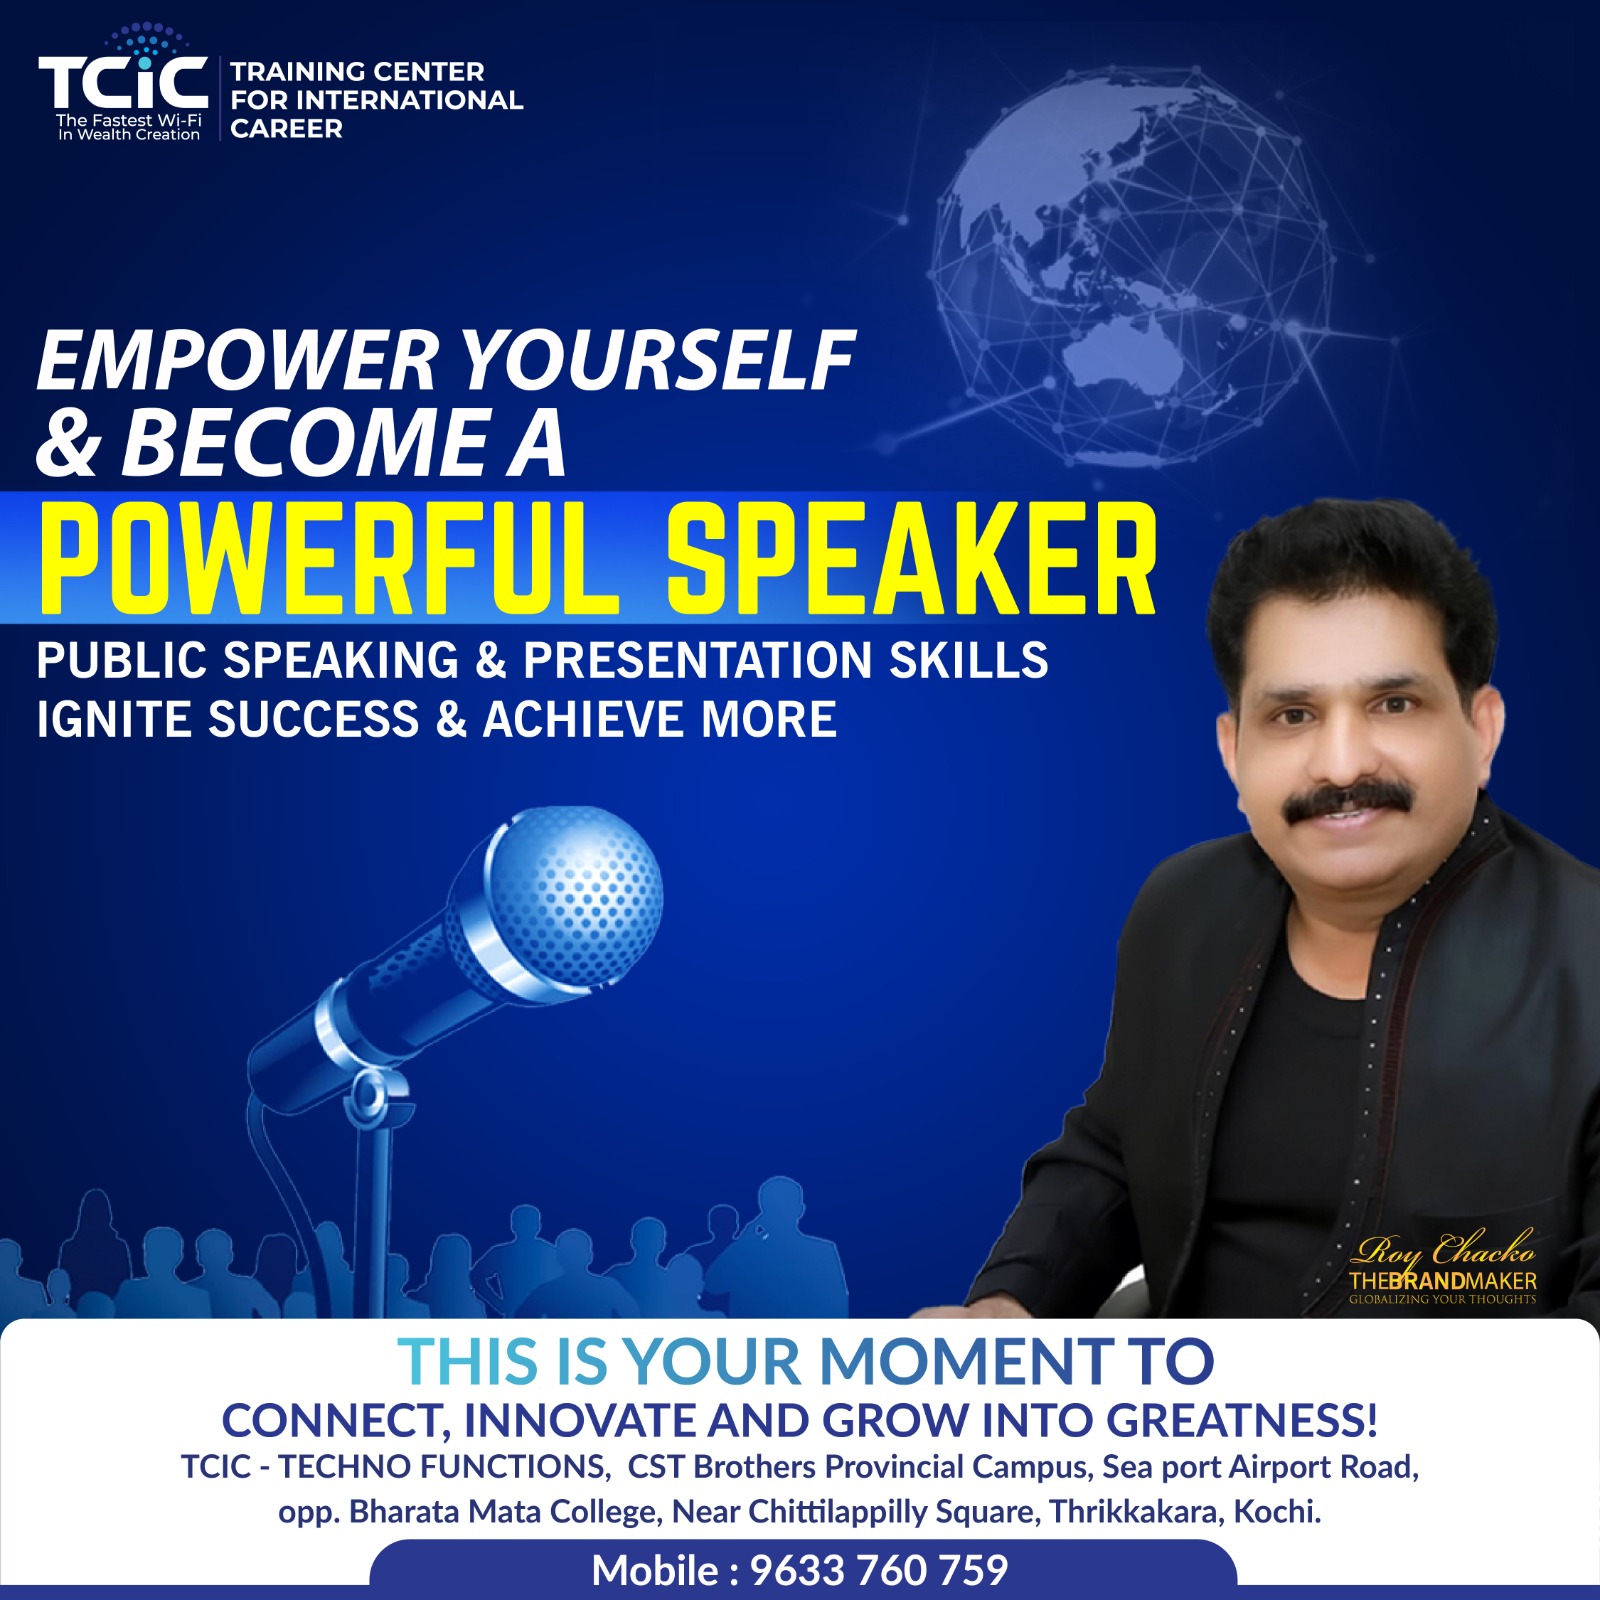 TCiC
The Fastest Wi-Fi
In Wealth Creation
TRAINING CENTER
FOR INTERNATIONAL
CAREER
EMPOWER YOURSELF
& BECOME A
POWERFUL SPEAKER
PUBLIC SPEAKING & PRESENTATION SKILLS
IGNITE SUCCESS & ACHIEVE MORE
Roy Chacko
THEBRANDMAKER
GLOBALIZING YOUR THOUGHTS
THIS IS YOUR MOMENT TO
CONNECT, INNOVATE AND GROW INTO GREATNESS!
TCIC - TECHNO FUNCTIONS, CST Brothers Provincial Campus, Sea port Airport Road,
opp. Bharata Mata College, Near Chittilappilly Square, Thrikkakara, Kochi.
Mobile : 9633 760 759